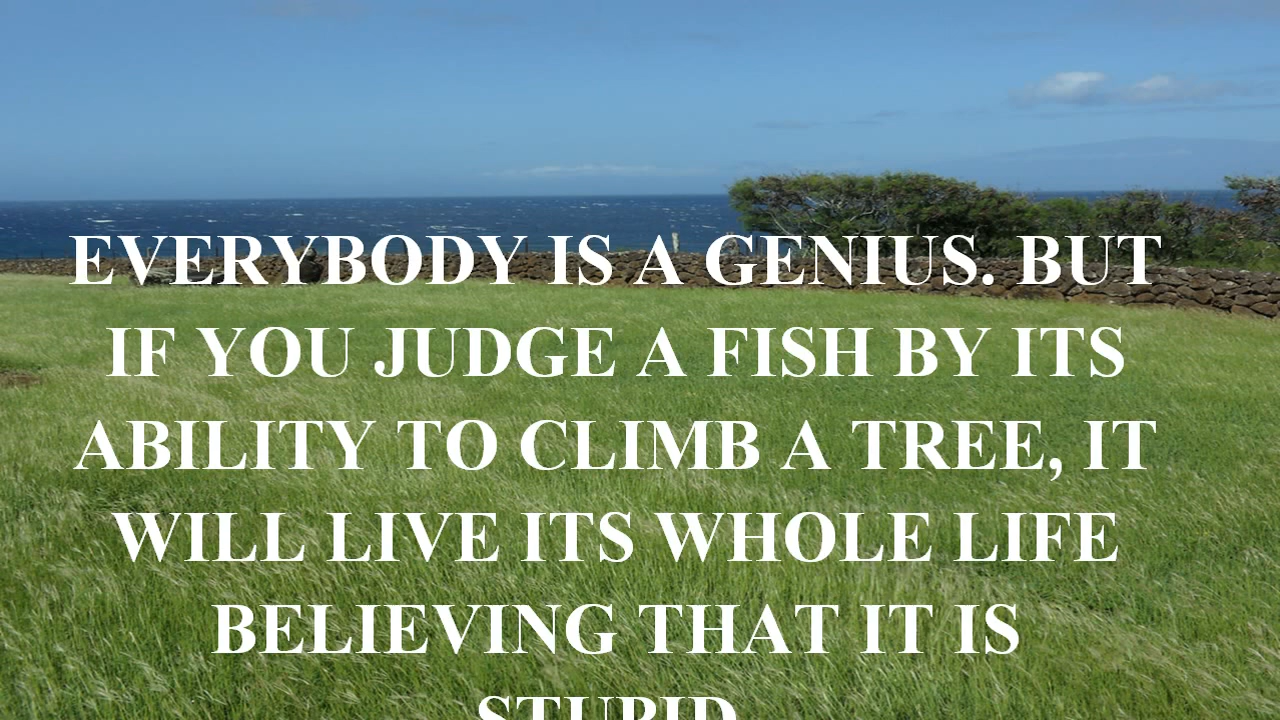 EVERYBODY IS A GENIUS. BUT
IF YOU JUDGE A FISH BY ITS
ABILITY TO CLIMB A TREE, IT
WILL LIVE ITS WHOLE LIFE
BELIEVING THAT IT IS
STUPID